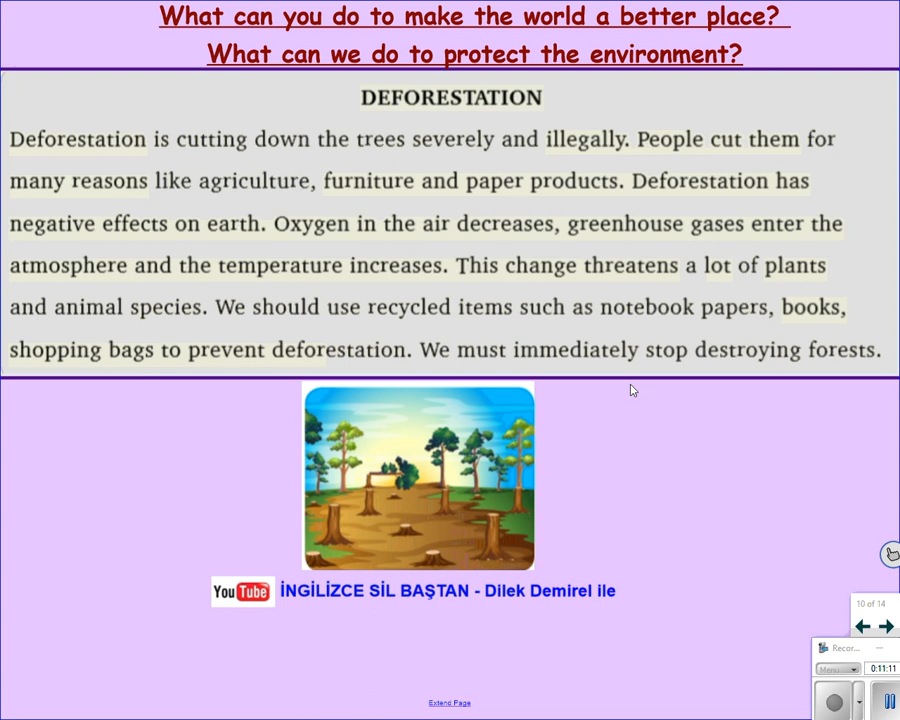 What can you do to make the world a better place?
What can we do to protect the environment?
DEFORESTATION
Deforestation is cutting down the trees severely and illegally. People cut them for
many reasons like agriculture, furniture and paper products. Deforestation has
negative effects on earth. Oxygen in the air decreases, greenhouse gases enter the
atmosphere and the temperature increases. This change threatens a lot of plants
and animal species. We should use recycled items such as notebook papers, books,
shopping bags to prevent deforestation. We must immediately stop destroying forests.
YouTube İNGİLİZCE SİL BAŞTAN - Dilek Demirel ile
10 of 14
Recor...
Menu
0:11:11
Extend Page